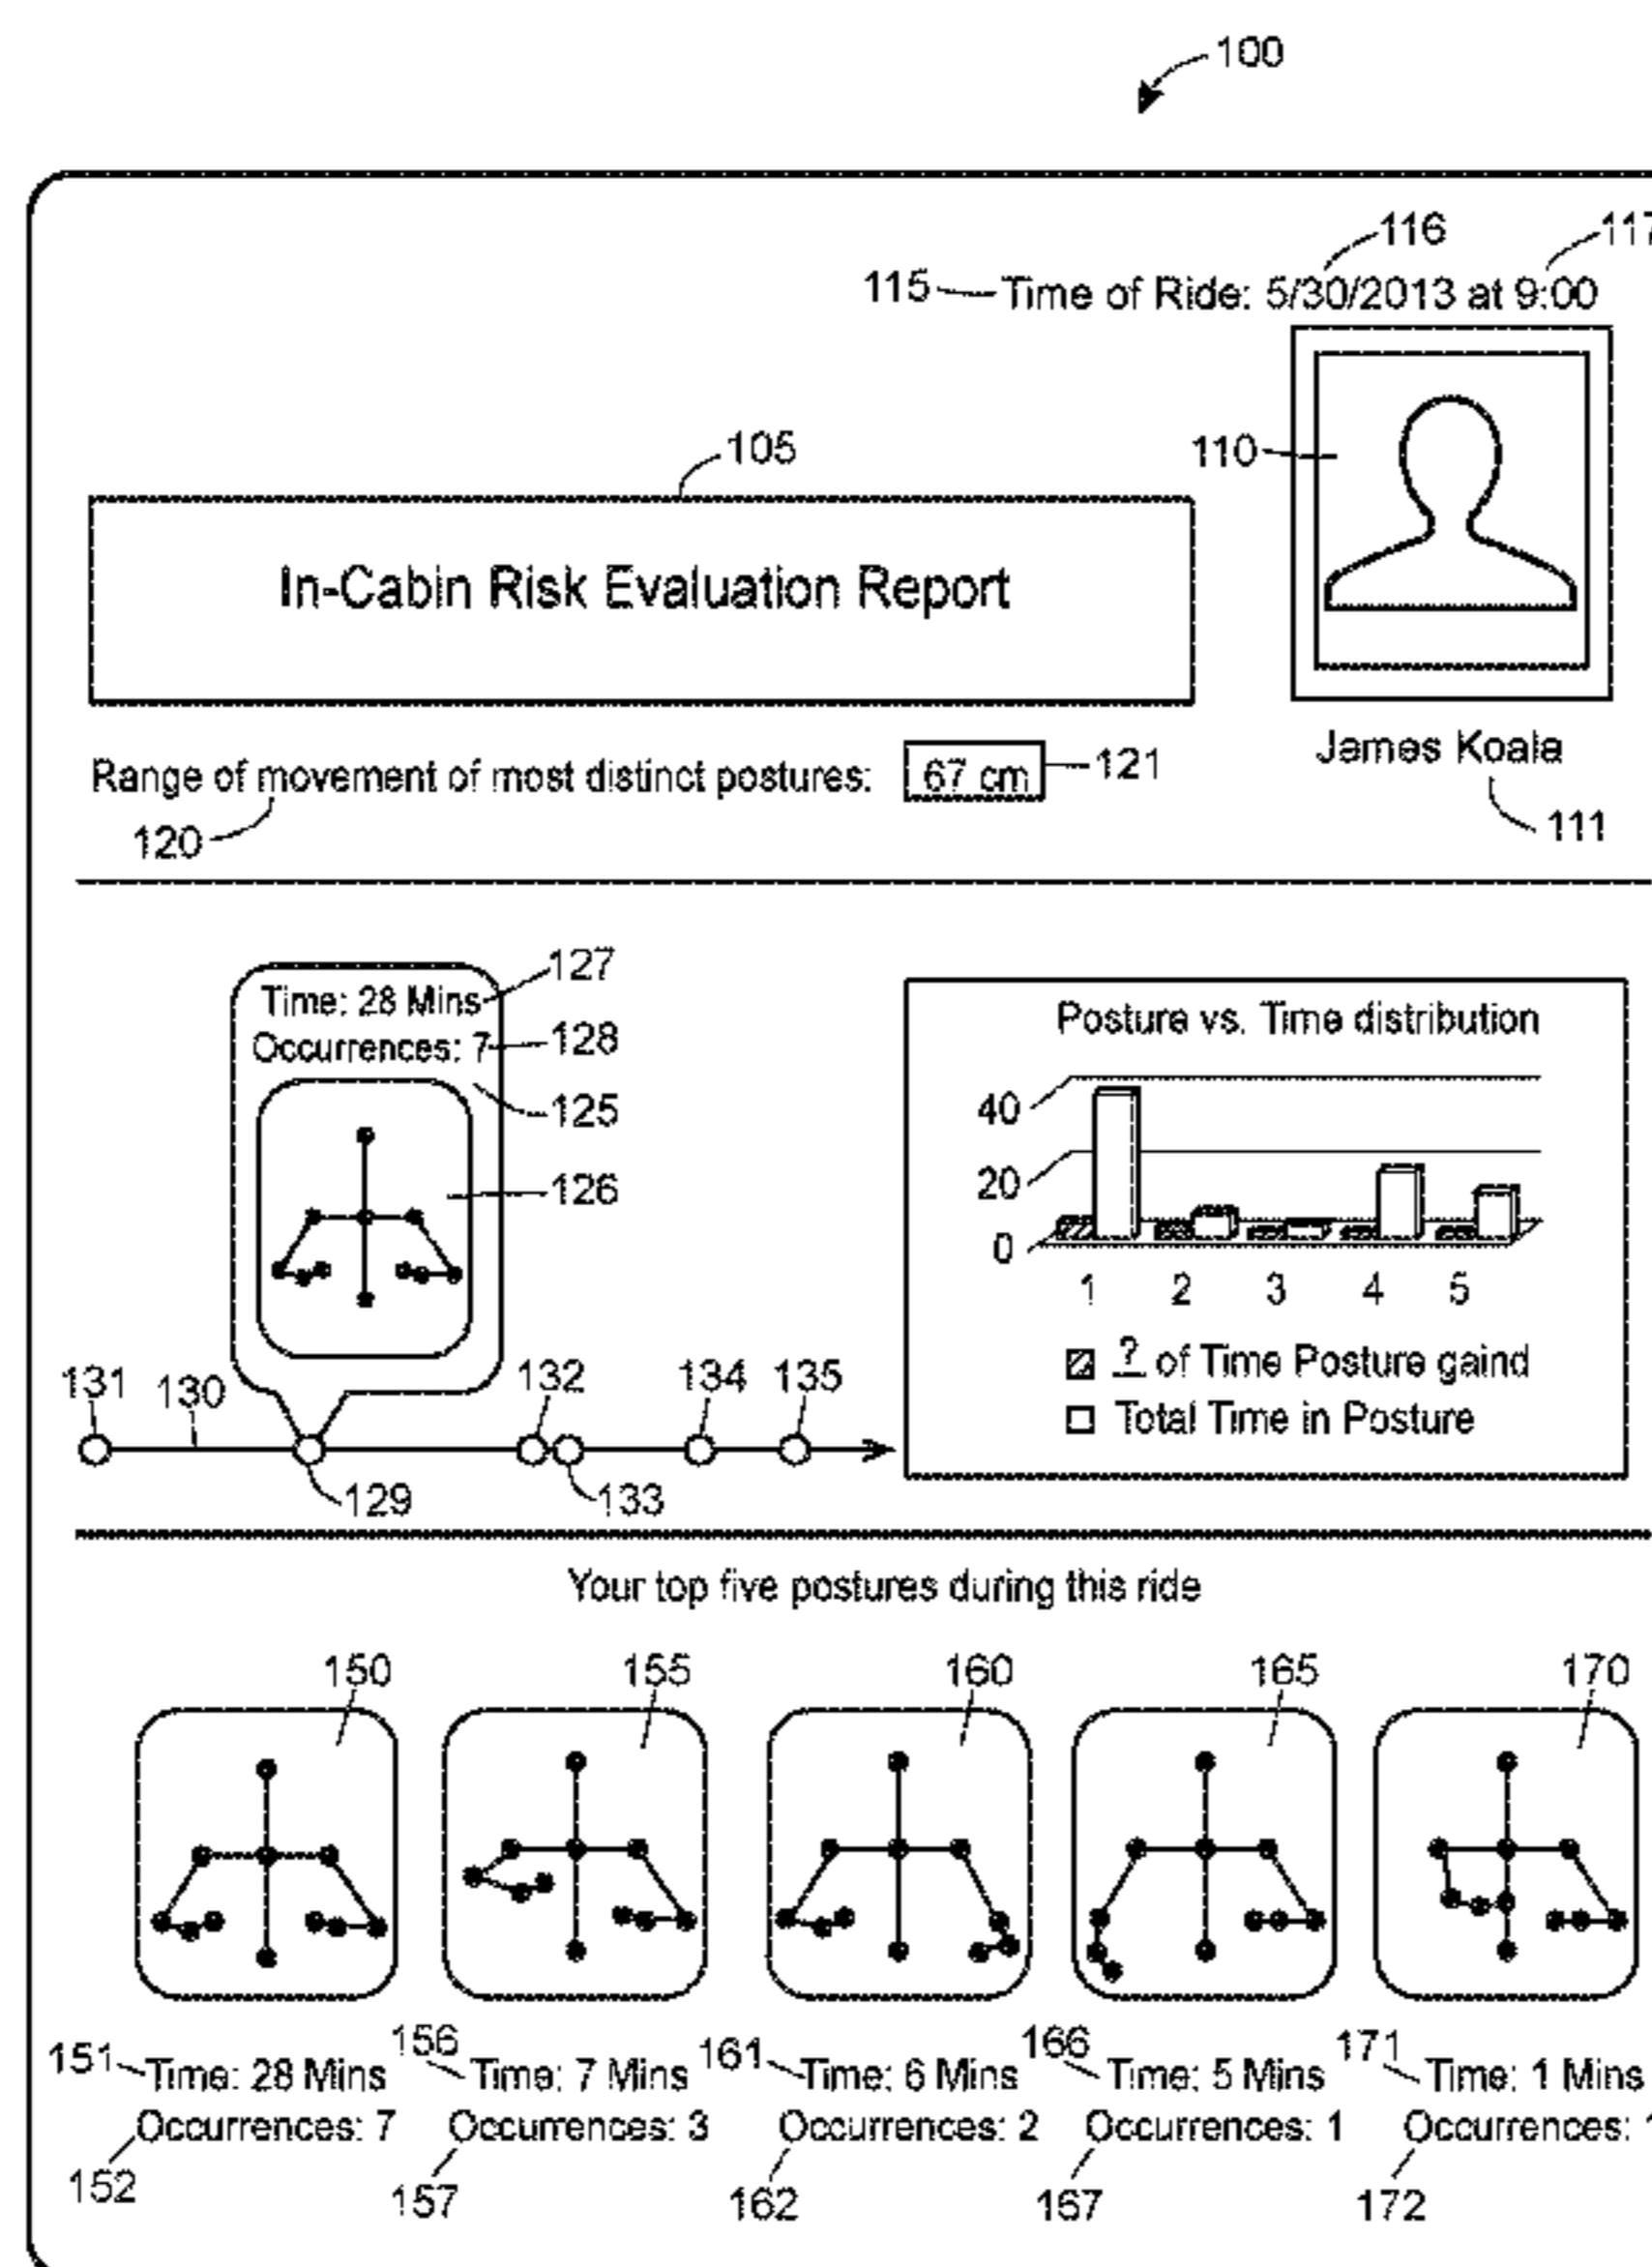 100
116
117
115 Time of Ride: 5/30/2013 at 9:00
110
105
In-Cabin Risk Evaluation Report
James Koala
111
Range of movement of most distinct postures: 67 cm 121
120
Time: 28 Mins 127
Occurrences: 7 128
125
126
131 130 132 134 135
129 133
Posture vs. Time distribution
40
20
0
1 2 3 4 5
? of Time Posture gaind
Total Time in Posture
Your top five postures during this ride
150 155 160 165 170
151 Time: 28 Mins 156 Time: 7 Mins 161 Time: 6 Mins 166 Time: 5 Mins 171 Time: 1 Mins
Occurrences: 7 Occurrences: 3 Occurrences: 2 Occurrences: 1 Occurrences: 1
152 157 162 167 172